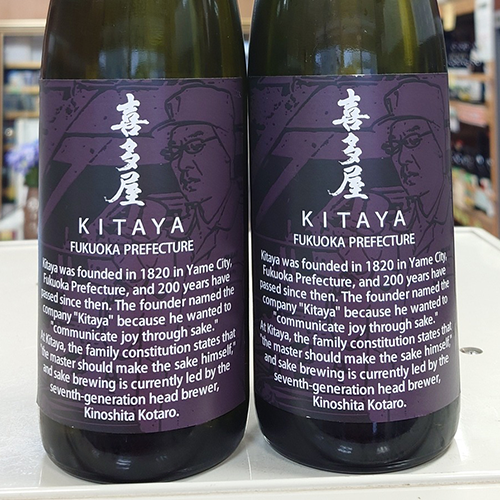 喜多屋
KITAYA
FUKUOKA PREFECTURE
Kitaya was founded in 1820 in Yame City,
Fukuoka Prefecture, and 200 years have
passed since then. The founder named the
company "Kitaya" because he wanted to
"communicate joy through sake."
At Kitaya, the family constitution states that
"the master should make the sake himself,"
and sake brewing is currently led by the
seventh-generation head brewer,
Kinoshita Kotaro.
喜多屋
KITAYA
FUKUOKA PREFECTURE
Kitaya was founded in 1820 in Yame City,
Fukuoka Prefecture, and 200 years have
passed since then. The founder named the
company "Kitaya" because he wanted to
"communicate joy through sake."
At Kitaya, the family constitution states that
"the master should make the sake himself,"
and sake brewing is currently led by the
seventh-generation head brewer,
Kinoshita Kotaro.